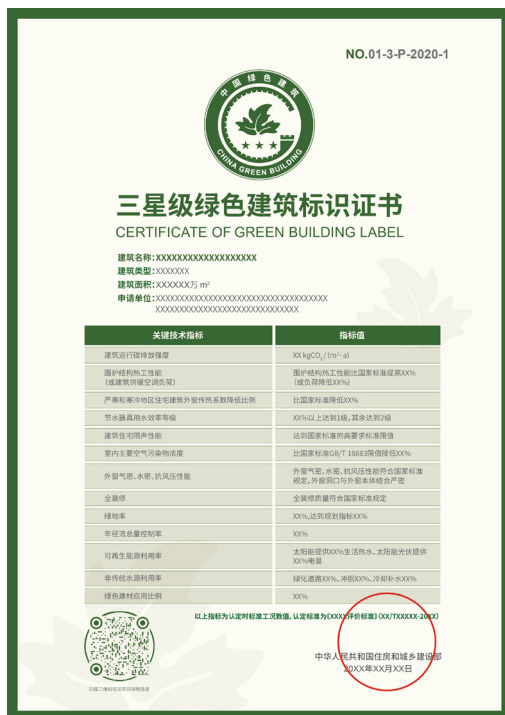 NO.01-3-P-2020-1
中国绿色建筑
CHINA GREEN BUILDING
三星级绿色建筑标识证书
CERTIFICATE OF GREEN BUILDING LABEL
建筑名称:XXXXXXXXXXXXXXXXXXX
建筑类型:XXXXXXX
建筑面积:XXXXXX万 m²
申请单位:XXXXXXXXXXXXXXXXXXXXXXXXXXXXXXXXXXXX
XXXXXXXXXXXXXXXXXXXXXXXXXXXXXX
关键技术指标 指标值
建筑运行碳排放强度 XX kgCO₂/(m²·a)
围护结构热工性能 围护结构热工性能比国家标准提高XX%
(或建筑供暖空调负荷) (或负荷降低XX%)
严寒和寒冷地区住宅建筑外窗传热系数降低比例 比国家标准降低XX%
节水器具用水效率等级 XX%以上达到1级,其余达到2级
建筑住宅隔声性能 达到国家标准的高要求标准限值
室内主要空气污染物浓度 比国家标准GB/T 18883限值降低XX%
外窗气密、水密、抗风压性能 外窗气密、水密、抗风压性能符合国家标准
规定,外窗洞口与外窗本体结合严密
全装修 全装修质量符合国家标准规定
绿地率 XX%,达到规划指标XX%
年径流总量控制率 XX%
可再生能源利用率 太阳能提供XX%生活热水、太阳能光伏提供
XX%电量
非传统水源利用率 绿化道路XX%、冲厕XX%、冷却补水XX%
绿色建材应用比例 XX%
以上指标为认定时标准工况数值,认定标准为《XXXX评价标准》(XX/TXXXXX-20XX)
中华人民共和国住房和城乡建设部
20XX年XX月XX日
扫描二维码可见项目详细信息